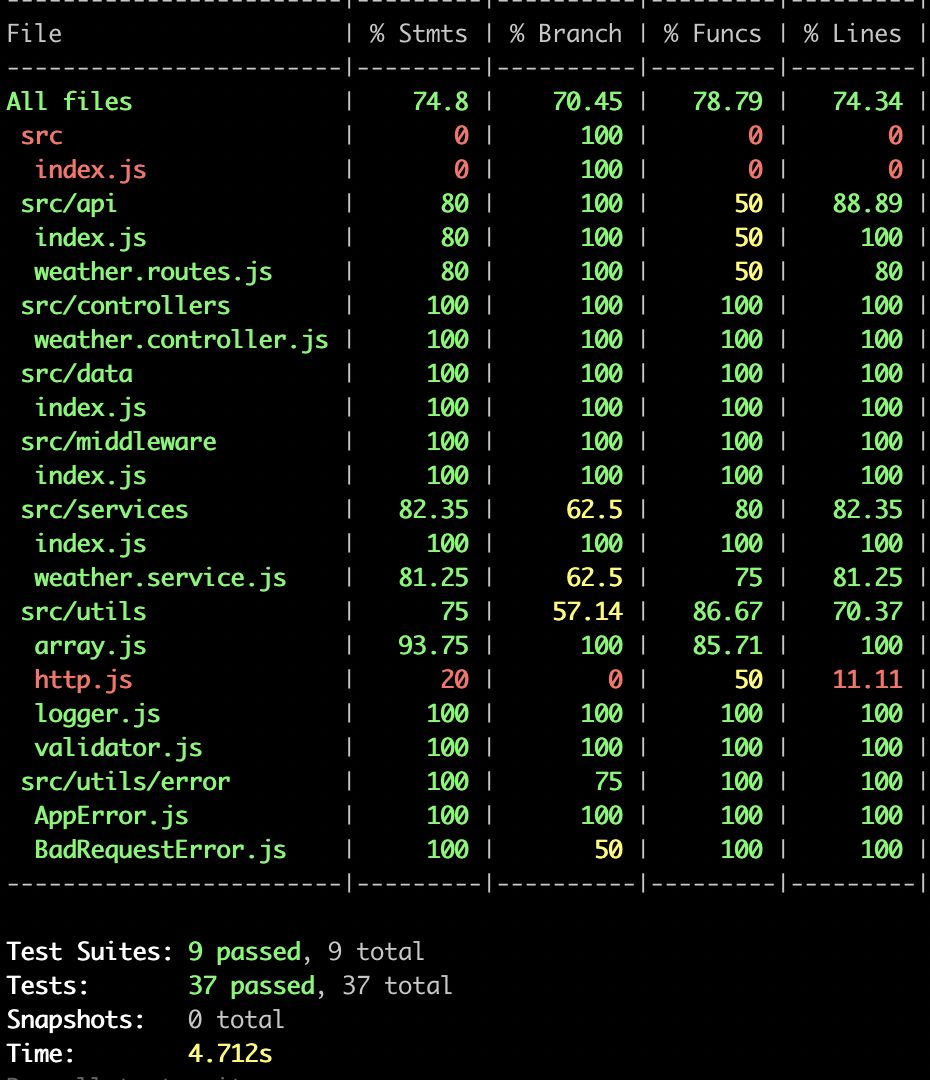 File | % Stmts | % Branch | % Funcs | % Lines |
------------------------|---------|----------|---------|---------|
All files | 74.8 | 70.45 | 78.79 | 74.34 |
src | 0 | 100 | 0 | 0 |
index.js | 0 | 100 | 0 | 0 |
src/api | 80 | 100 | 50 | 88.89 |
index.js | 80 | 100 | 50 | 100 |
weather.routes.js | 80 | 100 | 50 | 80 |
src/controllers | 100 | 100 | 100 | 100 |
weather.controller.js | 100 | 100 | 100 | 100 |
src/data | 100 | 100 | 100 | 100 |
index.js | 100 | 100 | 100 | 100 |
src/middleware | 100 | 100 | 100 | 100 |
index.js | 100 | 100 | 100 | 100 |
src/services | 82.35 | 62.5 | 80 | 82.35 |
index.js | 100 | 100 | 100 | 100 |
weather.service.js | 81.25 | 62.5 | 75 | 81.25 |
src/utils | 75 | 57.14 | 86.67 | 70.37 |
array.js | 93.75 | 100 | 85.71 | 100 |
http.js | 20 | 0 | 50 | 11.11 |
logger.js | 100 | 100 | 100 | 100 |
validator.js | 100 | 100 | 100 | 100 |
src/utils/error | 100 | 75 | 100 | 100 |
AppError.js | 100 | 100 | 100 | 100 |
BadRequestError.js | 100 | 50 | 100 | 100 |
------------------------|---------|----------|---------|---------|
Test Suites: 9 passed, 9 total
Tests: 37 passed, 37 total
Snapshots: 0 total
Time: 4.712s